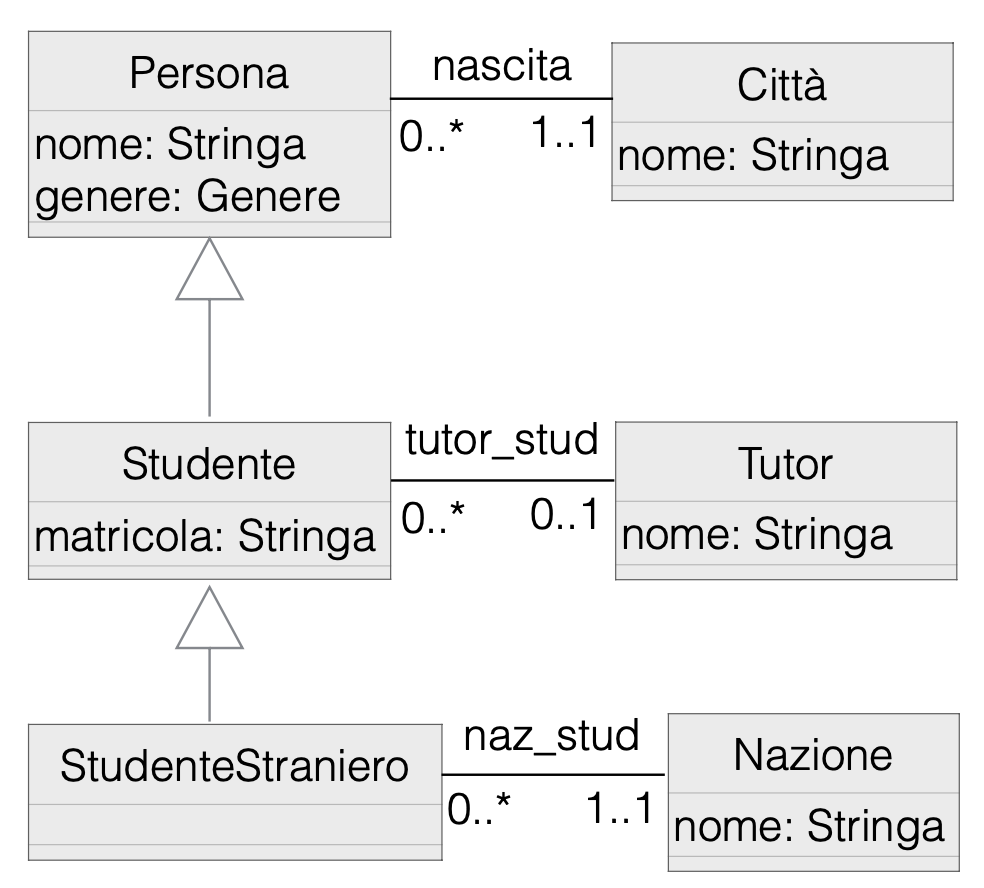 Persona
nome: Stringa
genere: Genere
nascita
0..* 1..1
Città
nome: Stringa
Studente
matricola: Stringa
tutor_stud
0..* 0..1
Tutor
nome: Stringa
StudenteStraniero
naz_stud
0..* 1..1
Nazione
nome: Stringa